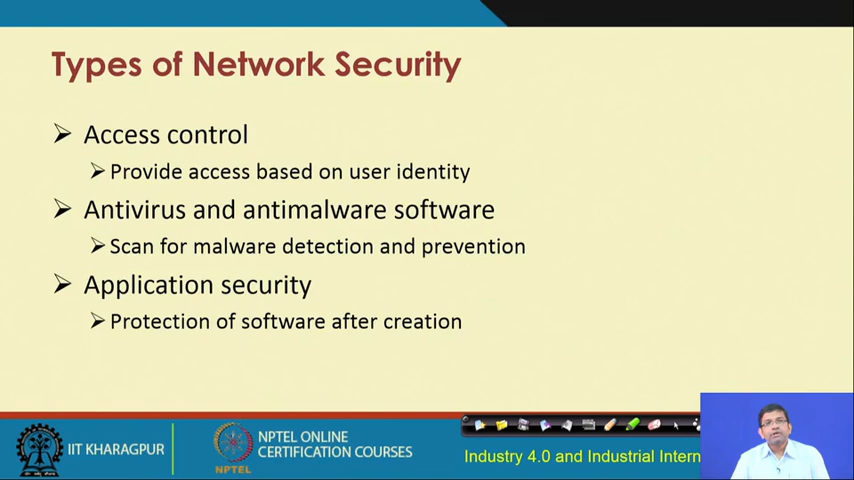 Types of Network Security
Access control
Provide access based on user identity
Antivirus and antimalware software
Scan for malware detection and prevention
Application security
Protection of software after creation
IIT KHARAGPUR
NPTEL
NPTEL ONLINE
CERTIFICATION COURSES
Industry 4.0 and Industrial Intern